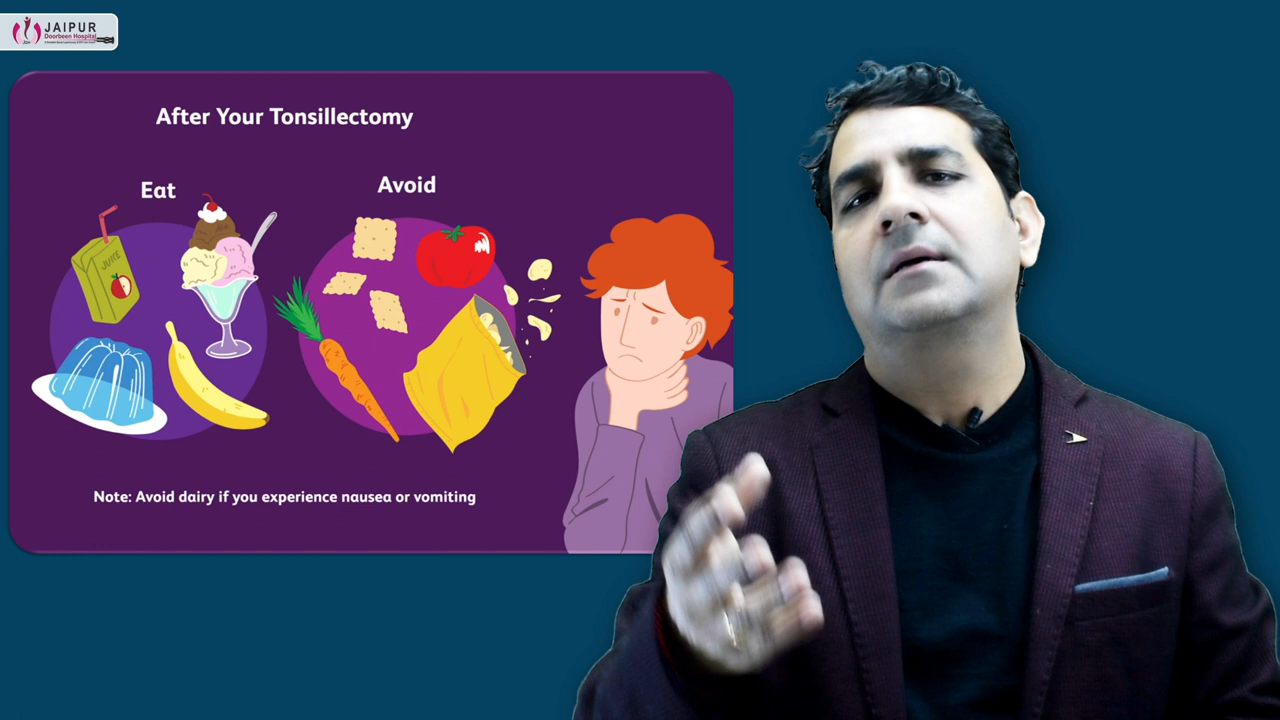 JAIPUR
Doorbeen Hospital
After Your Tonsillectomy
Eat
Avoid
JUICE
Note: Avoid dairy if you experience nausea or vomiting